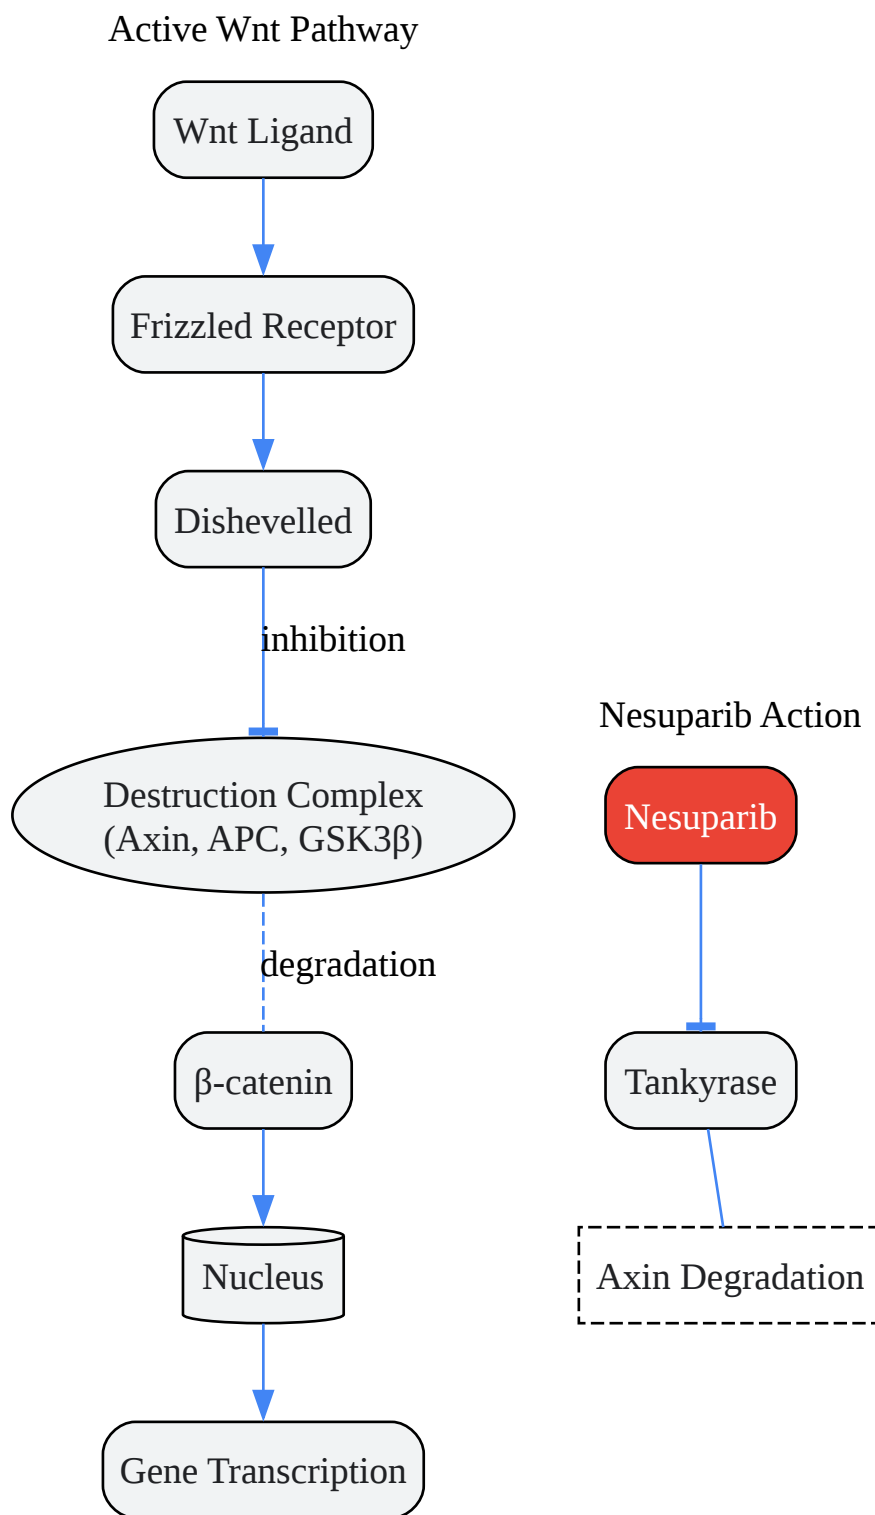 Active Wnt Pathway
Wnt Ligand
Frizzled Receptor
Dishevelled
inhibition
Destruction Complex
(Axin, APC, GSK3β)
degradation
β-catenin
Nucleus
Gene Transcription
Nesuparib Action
Nesuparib
Tankyrase
Axin Degradation